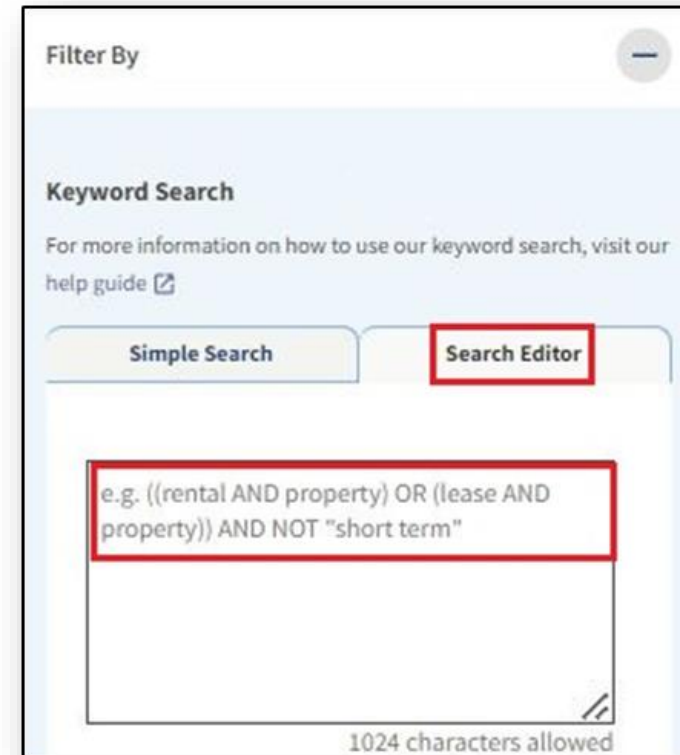 Filter By
Keyword Search
For more information on how to use our keyword search, visit our
help guide
Simple Search
Search Editor
e.g. ((rental AND property) OR (lease AND
property)) AND NOT "short term"
1024 characters allowed